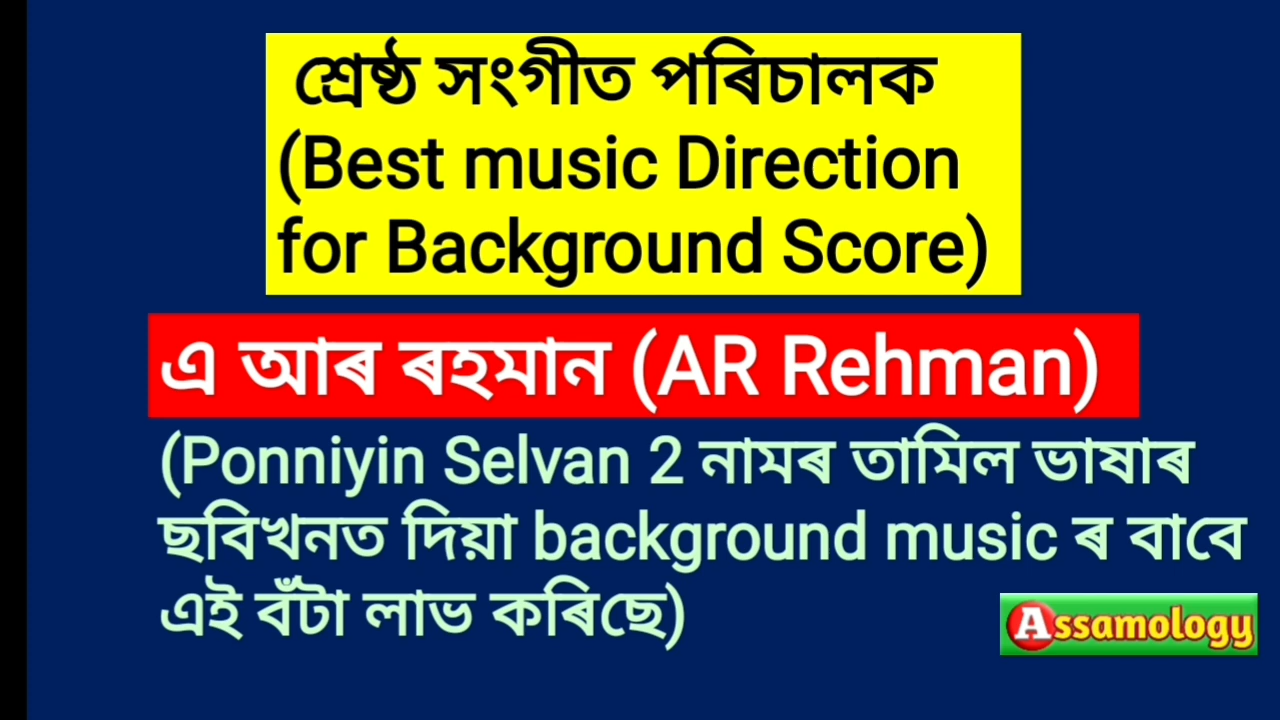 শ্ৰেষ্ঠ সংগীত পৰিচালক
(Best music Direction
for Background Score)
এ আৰ ৰহমান (AR Rehman)
(Ponniyin Selvan 2 নামৰ তামিল ভাষাৰ
ছবিখনত দিয়া background music ৰ বাবে
এই বঁটা লাভ কৰিছে)
Assamology